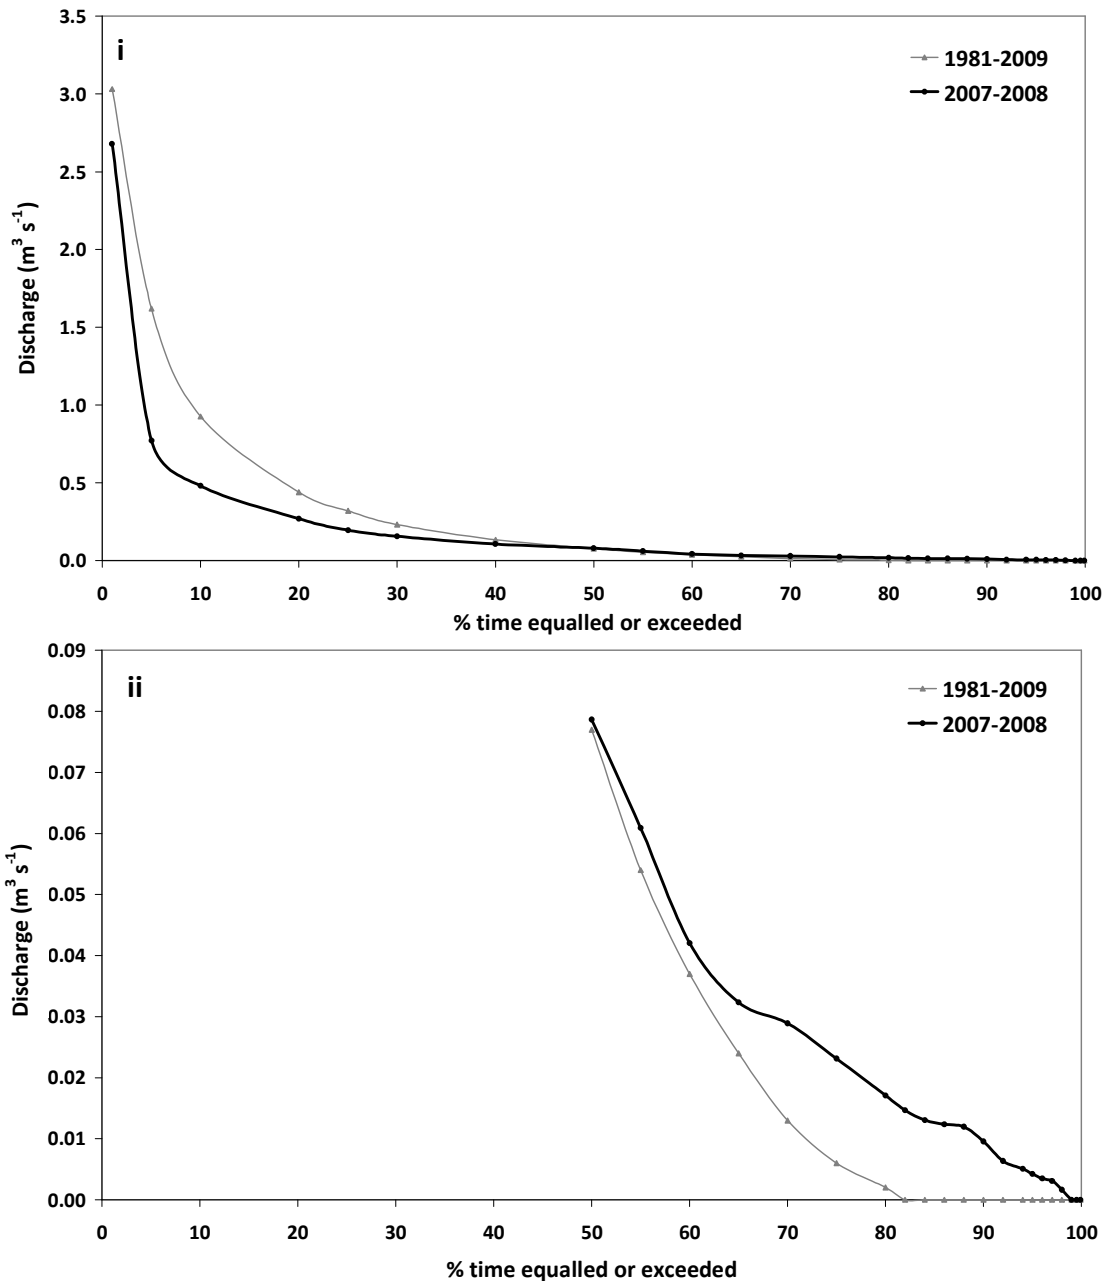 3.5
i
1981-2009
2007-2008
3.0
2.5
2.0
1.5
1.0
0.5
0.0
Discharge (m³ s⁻¹)
0 10 20 30 40 50 60 70 80 90 100
% time equalled or exceeded
0.09
ii
1981-2009
2007-2008
0.08
0.07
0.06
0.05
0.04
0.03
0.02
0.01
0.00
Discharge (m³ s⁻¹)
0 10 20 30 40 50 60 70 80 90 100
% time equalled or exceeded